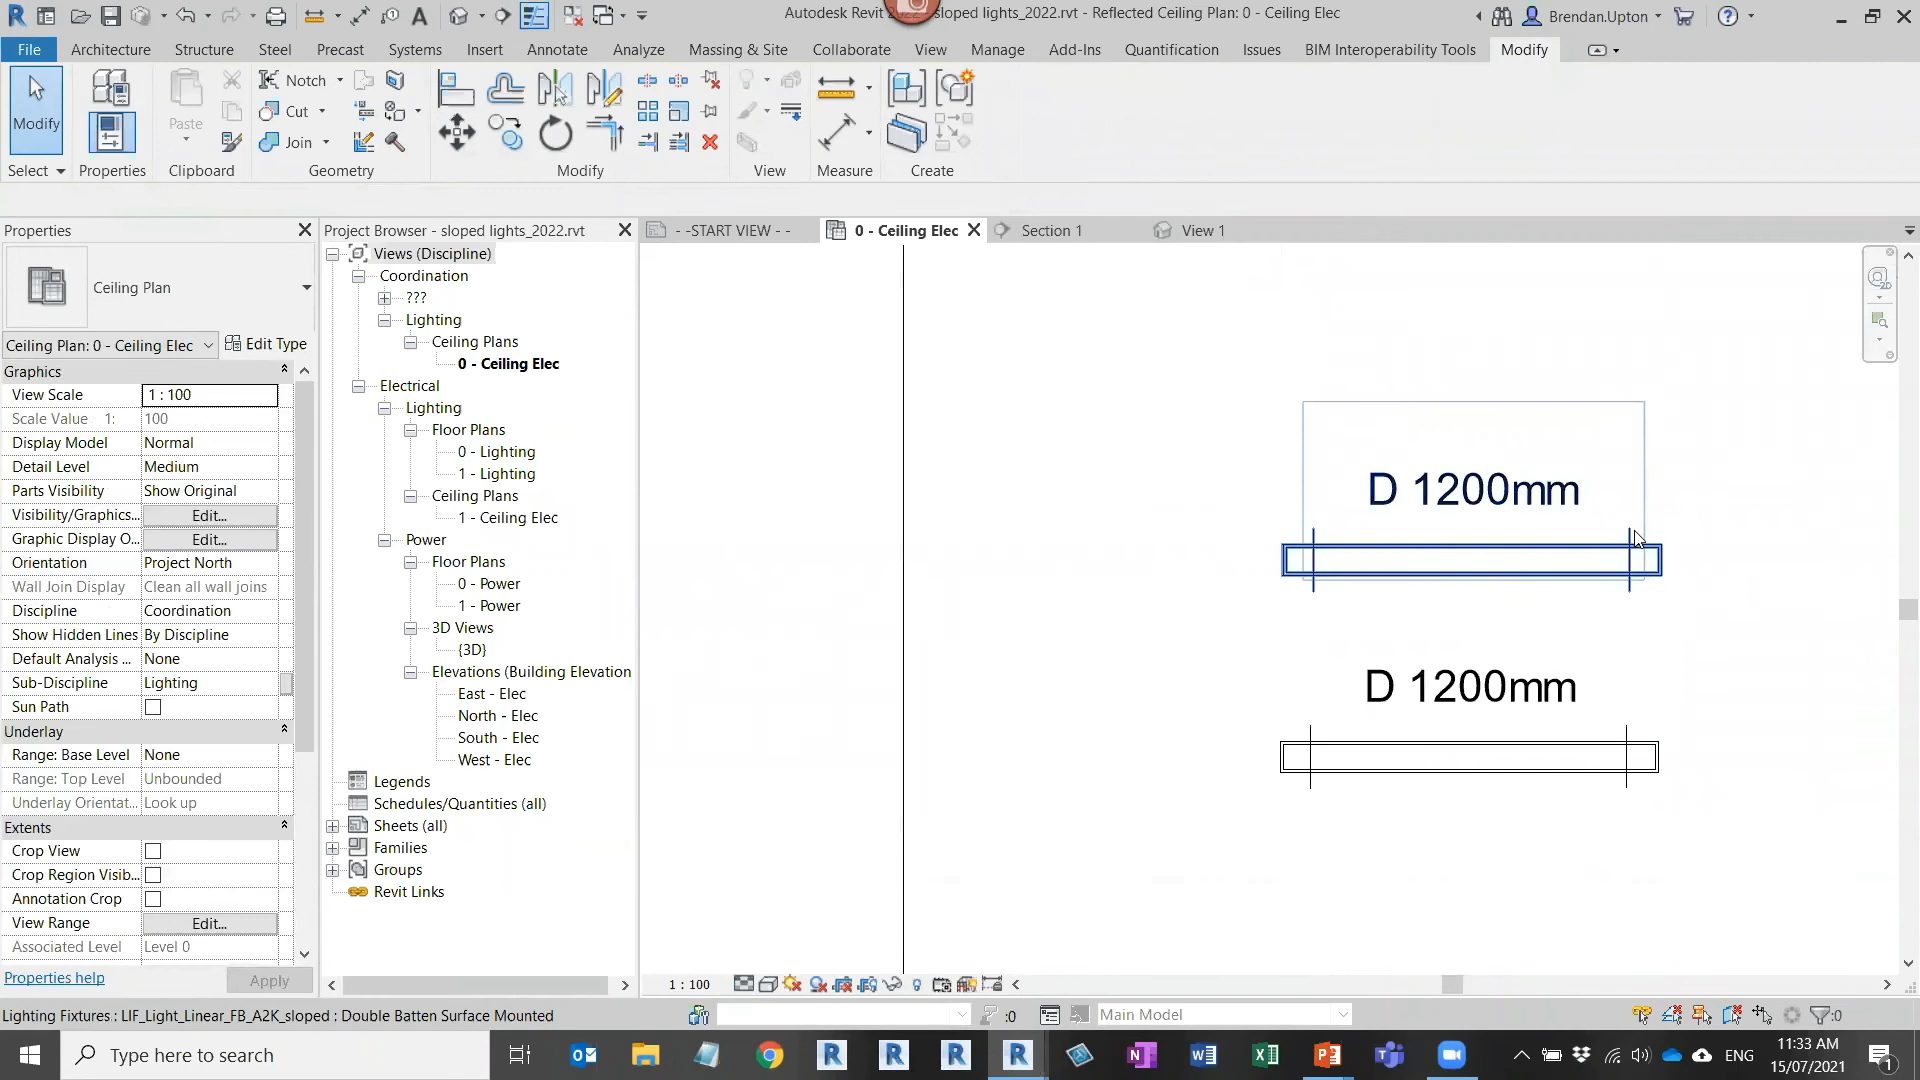 Autodesk Revit 2022 - sloped lights_2022.rvt - Reflected Ceiling Plan: 0 - Ceiling Elec
Brendan.Upton
File Architecture Structure Steel Precast Systems Insert Annotate Analyze Massing & Site Collaborate View Manage Add-Ins Quantification Issues BIM Interoperability Tools Modify
Modify
Paste
Notch
Cut
Join
Select Properties Clipboard Geometry Modify View Measure Create
Properties
Ceiling Plan
Ceiling Plan: 0 - Ceiling Elec Edit Type
Graphics
View Scale 1 : 100
Scale Value 1: 100
Display Model Normal
Detail Level Medium
Parts Visibility Show Original
Visibility/Graphics... Edit...
Graphic Display O... Edit...
Orientation Project North
Wall Join Display Clean all wall joins
Discipline Coordination
Show Hidden Lines By Discipline
Default Analysis ... None
Sub-Discipline Lighting
Sun Path
Underlay
Range: Base Level None
Range: Top Level Unbounded
Underlay Orientat... Look up
Extents
Crop View
Crop Region Visib...
Annotation Crop
View Range Edit...
Associated Level Level 0
Properties help Apply
Project Browser - sloped lights_2022.rvt
Views (Discipline)
Coordination
???
Lighting
Ceiling Plans
0 - Ceiling Elec
Electrical
Lighting
Floor Plans
0 - Lighting
1 - Lighting
Ceiling Plans
1 - Ceiling Elec
Power
Floor Plans
0 - Power
1 - Power
3D Views
{3D}
Elevations (Building Elevation
East - Elec
North - Elec
South - Elec
West - Elec
Legends
Schedules/Quantities (all)
Sheets (all)
Families
Groups
Revit Links
- -START VIEW - - 0 - Ceiling Elec Section 1 View 1
2D
D 1200mm
D 1200mm
1 : 100
Lighting Fixtures : LIF_Light_Linear_FB_A2K_sloped : Double Batten Surface Mounted
:0
Main Model
:0
Type here to search
ENG
11:33 AM
15/07/2021
1